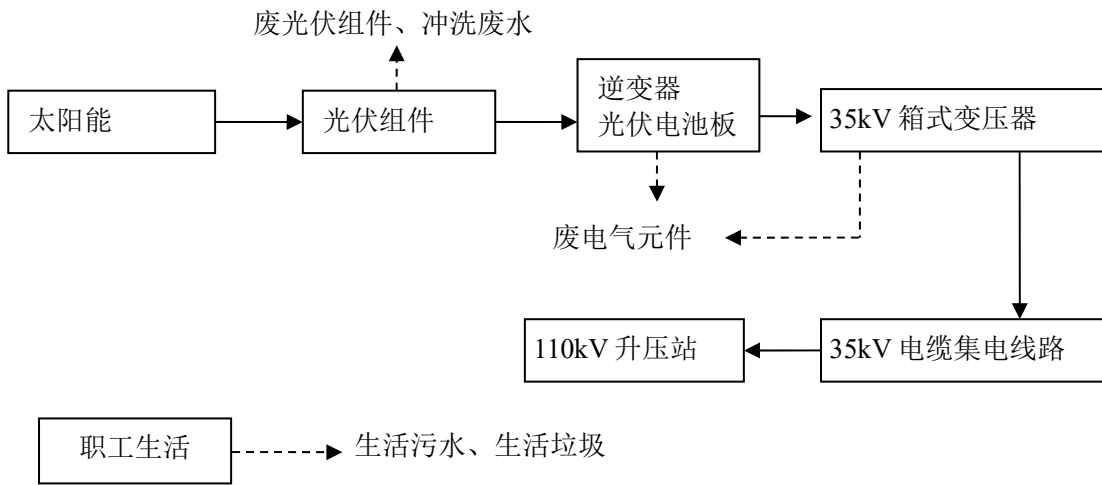 废光伏组件、冲洗废水
太阳能
光伏组件
逆变器
光伏电池板
35kV 箱式变压器
废电气元件
110kV 升压站
35kV 电缆集电线路
职工生活
生活污水、生活垃圾